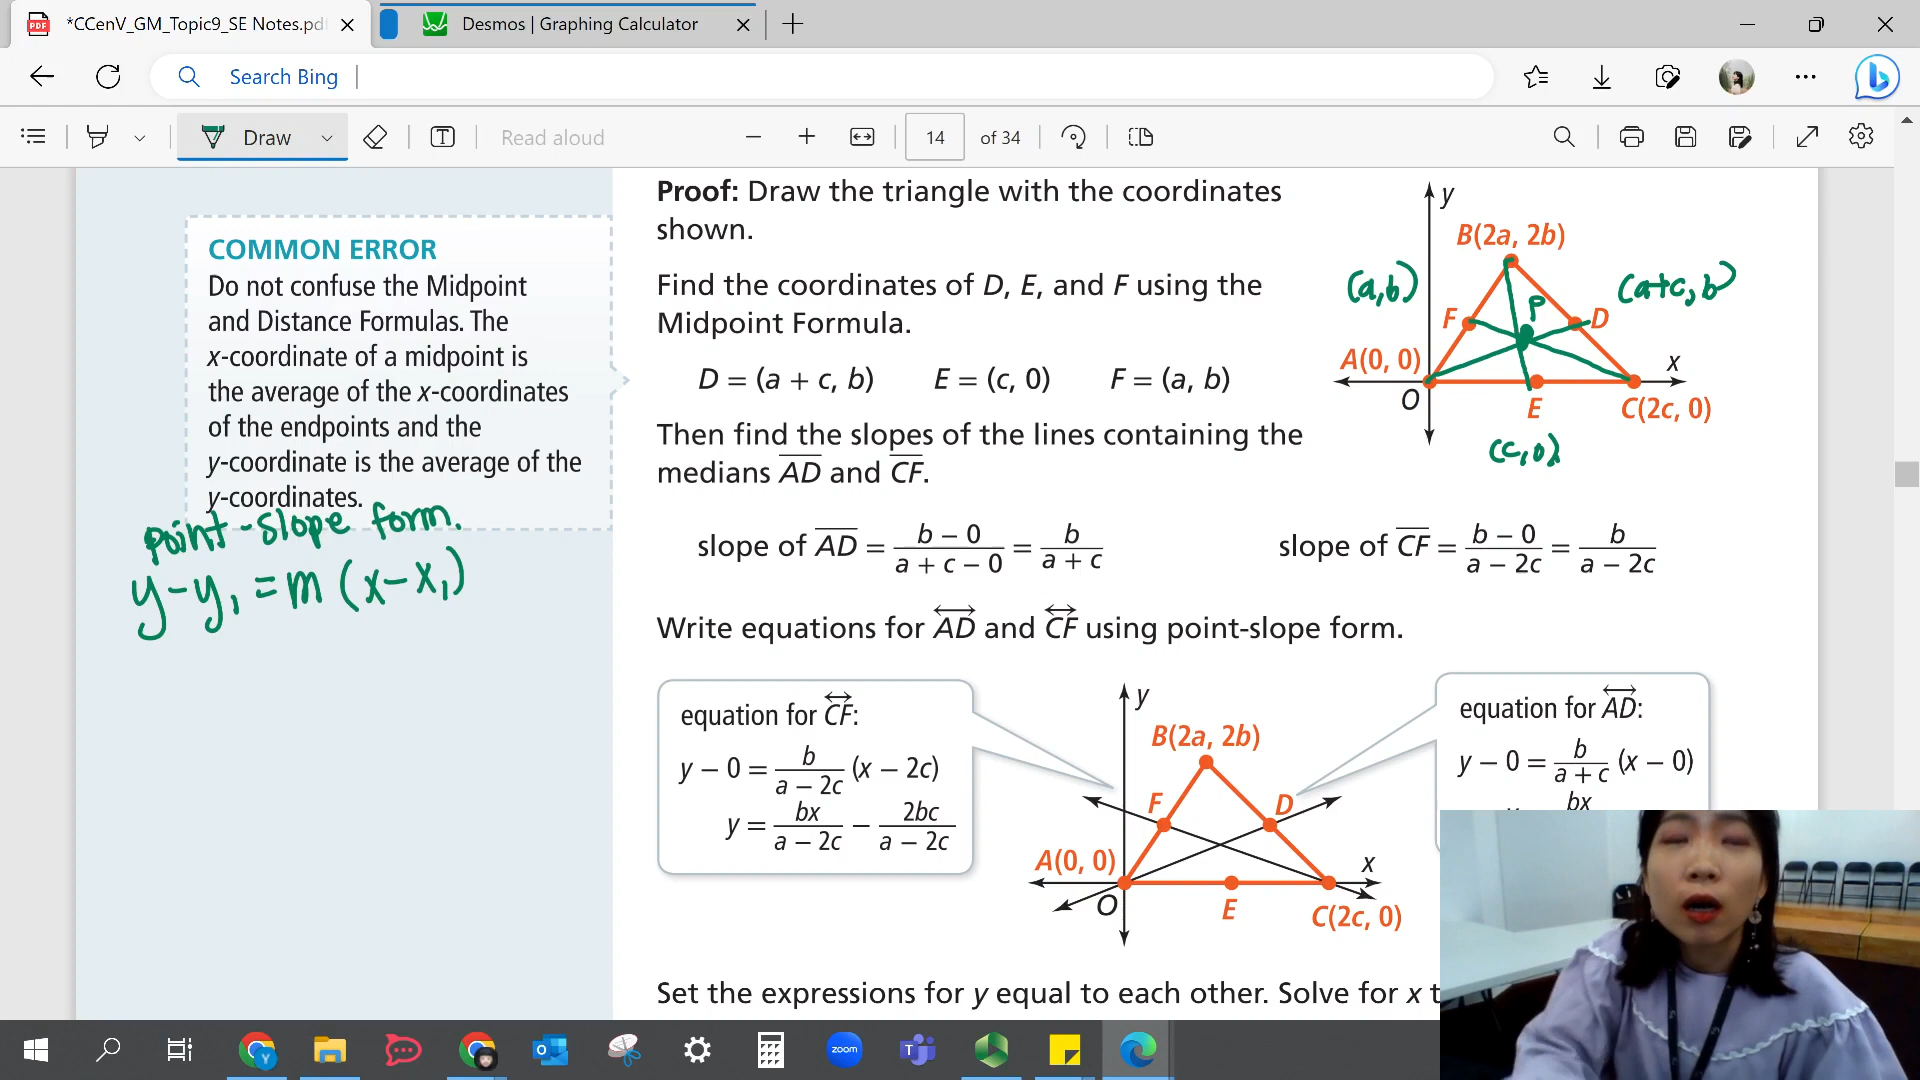 *CCenV_GM_Topic9_SE Notes.pdf
Desmos | Graphing Calculator
Search Bing
Draw
Read aloud
14 of 34
COMMON ERROR
Do not confuse the Midpoint
and Distance Formulas. The
x-coordinate of a midpoint is
the average of the x-coordinates
of the endpoints and the
y-coordinate is the average of the
y-coordinates.
point-slope form.
y-y₁ = m(x-x₁)
Proof: Draw the triangle with the coordinates
shown.
Find the coordinates of D, E, and F using the
Midpoint Formula.
D = (a + c, b) E = (c, 0) F = (a, b)
Then find the slopes of the lines containing the
medians A̅D̅ and C̅F̅.
slope of A̅D̅ = (b − 0)/(a + c − 0) = b/(a + c) slope of C̅F̅ = (b − 0)/(a − 2c) = b/(a − 2c)
Write equations for AD and CF using point-slope form.
y
B(2a, 2b)
(a,b)
(a+c, b)
P
F
D
A(0, 0)
x
O
E
C(2c, 0)
(c,0)
equation for CF:
y − 0 = b/(a − 2c) (x − 2c)
y = bx/(a − 2c) − 2bc/(a − 2c)
y
B(2a, 2b)
F
D
A(0, 0)
x
O
E
C(2c, 0)
equation for AD:
y − 0 = b/(a + c) (x − 0)
bx
Set the expressions for y equal to each other. Solve for x
zoom